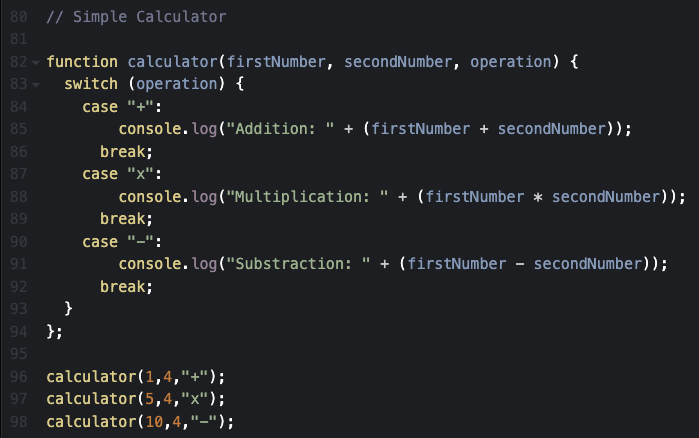 80 // Simple Calculator
81
82 function calculator(firstNumber, secondNumber, operation) {
83 switch (operation) {
84 case "+":
85 console.log("Addition: " + (firstNumber + secondNumber));
86 break;
87 case "x":
88 console.log("Multiplication: " + (firstNumber * secondNumber));
89 break;
90 case "-":
91 console.log("Substraction: " + (firstNumber - secondNumber));
92 break;
93 }
94 };
95
96 calculator(1,4,"+");
97 calculator(5,4,"x");
98 calculator(10,4,"-");